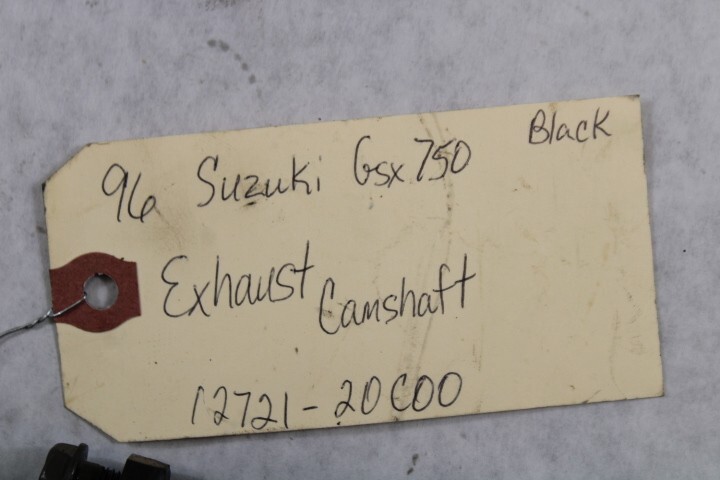 96 Suzuki Gsx 750 Black
Exhaust Camshaft
12721-20C00